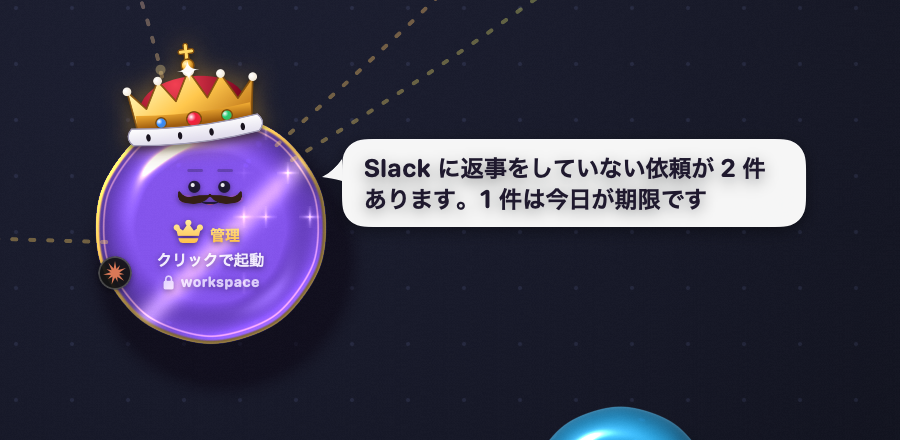 Slack に返事をしていない依頼が 2 件
あります。1 件は今日が期限です
管理
クリックで起動
workspace